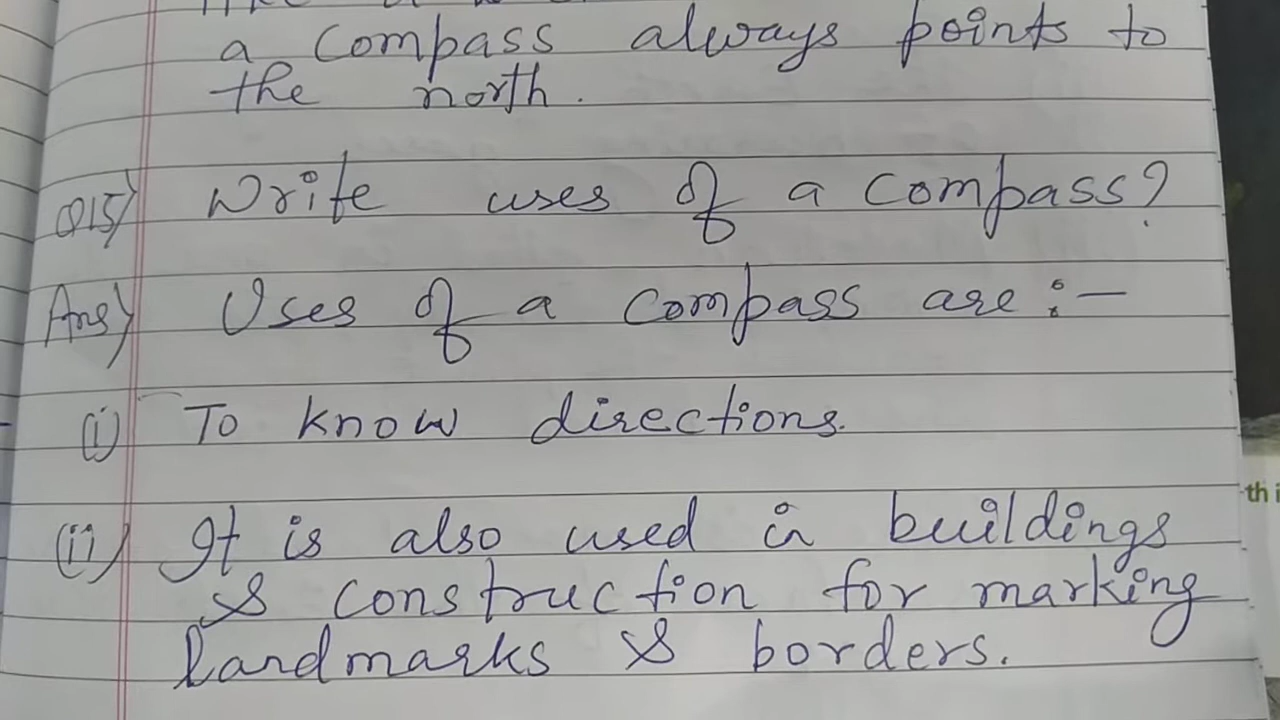 a compass always points to
the north.
Q15) Write uses of a compass?
Ans) Uses of a compass are :-
(i) To know directions.
(ii) It is also used in buildings
& construction for marking
landmarks & borders.
th i